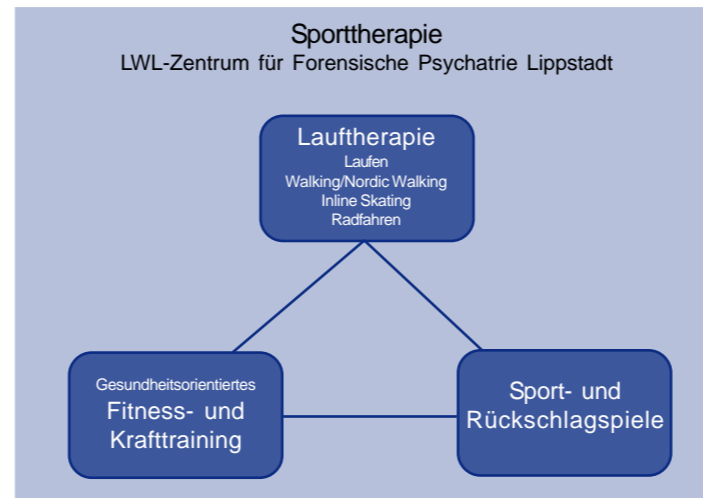 Sporttherapie
LWL-Zentrum für Forensische Psychatrie Lippstadt
Lauftherapie
Laufen
Walking/Nordic Walking
Inline Skating
Radfahren
Gesundheitsorientiertes
Fitness- und
Krafttraining
Sport- und
Rückschlagspiele